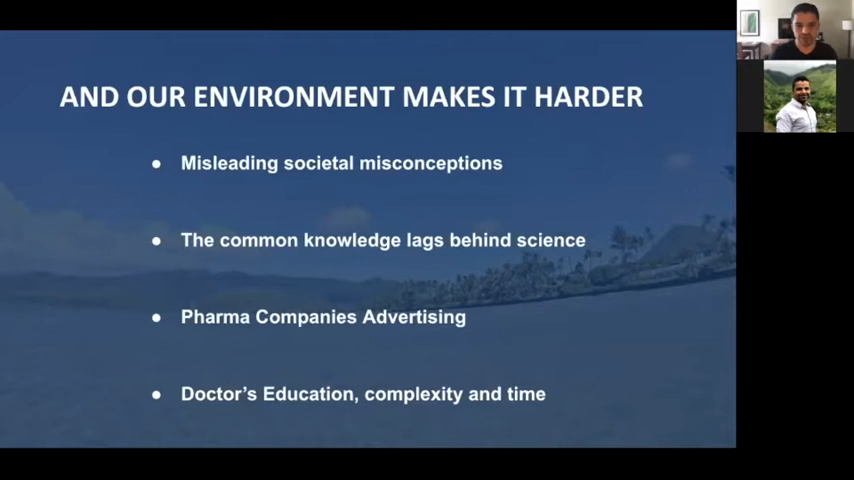 AND OUR ENVIRONMENT MAKES IT HARDER
● Misleading societal misconceptions
● The common knowledge lags behind science
● Pharma Companies Advertising
● Doctor’s Education, complexity and time